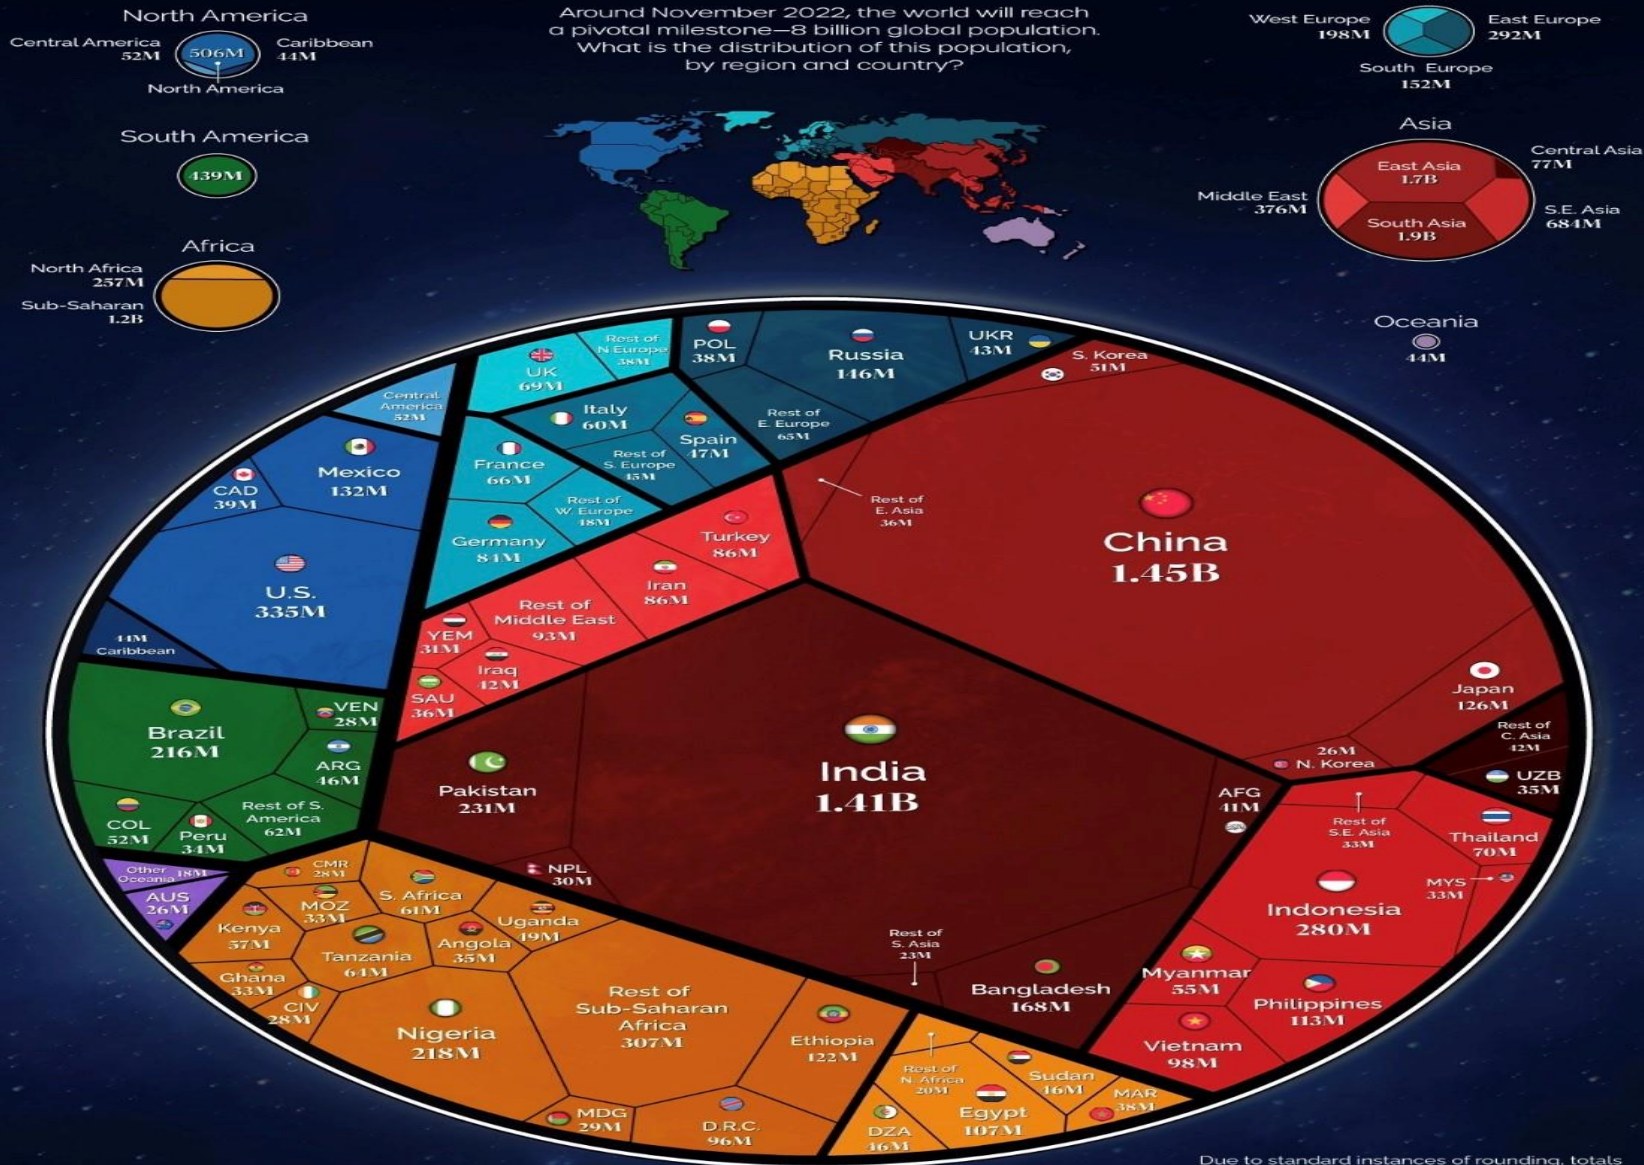 North America
Central America
52M
506M
Caribbean
44M
North America
South America
439M
Africa
North Africa
257M
Sub-Saharan
1.2B
Around November 2022, the world will reach
a pivotal milestone—8 billion global population.
What is the distribution of this population,
by region and country?
West Europe
198M
East Europe
292M
South Europe
152M
Asia
East Asia
1.7B
Central Asia
77M
Middle East
376M
South Asia
1.9B
S.E. Asia
684M
Oceania
44M
Central
America
52M
Mexico
132M
CAD
39M
U.S.
335M
44M
Caribbean
UK
69M
Rest of
N Europe
38M
POL
38M
Russia
146M
UKR
43M
Rest of
E. Europe
65M
Italy
60M
Spain
47M
Rest of
S. Europe
45M
France
66M
Rest of
W. Europe
48M
Germany
84M
Turkey
86M
Iran
86M
Rest of
Middle East
93M
YEM
31M
Iraq
42M
SAU
36M
S. Korea
51M
Rest of
E. Asia
36M
China
1.45B
Japan
126M
26M
N. Korea
Rest of
C. Asia
42M
UZB
35M
Brazil
216M
VEN
28M
ARG
46M
COL
52M
Peru
34M
Rest of S.
America
62M
Pakistan
231M
India
1.41B
AFG
41M
NPL
30M
Rest of
S. Asia
23M
Bangladesh
168M
Rest of
S.E. Asia
33M
Thailand
70M
MYS
33M
Indonesia
280M
Myanmar
55M
Philippines
113M
Vietnam
98M
Other
Oceania 18M
AUS
26M
CMR
28M
MOZ
33M
S. Africa
61M
Kenya
57M
Tanzania
64M
Angola
35M
Uganda
49M
Ghana
33M
CIV
28M
Nigeria
218M
Rest of
Sub-Saharan
Africa
307M
Ethiopia
122M
MDG
29M
D.R.C.
96M
Rest of
N. Africa
20M
Sudan
46M
MAR
38M
Egypt
107M
DZA
46M
Due to standard instances of rounding, totals